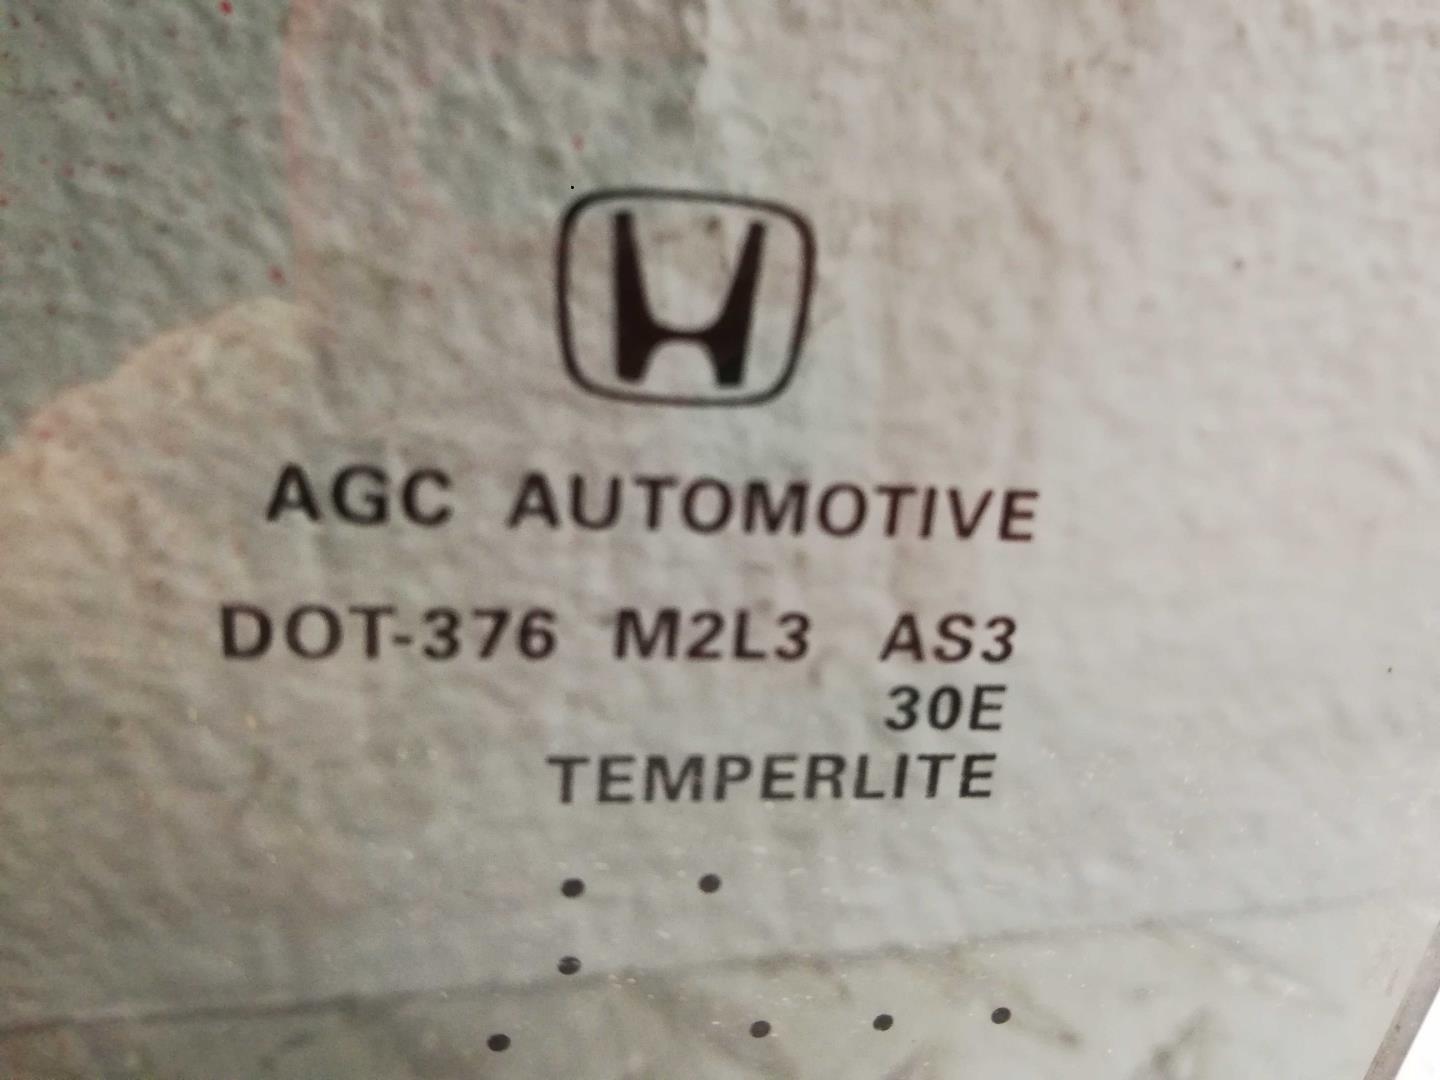 AGC AUTOMOTIVE
DOT-376 M2L3 AS3
30E
TEMPERLITE